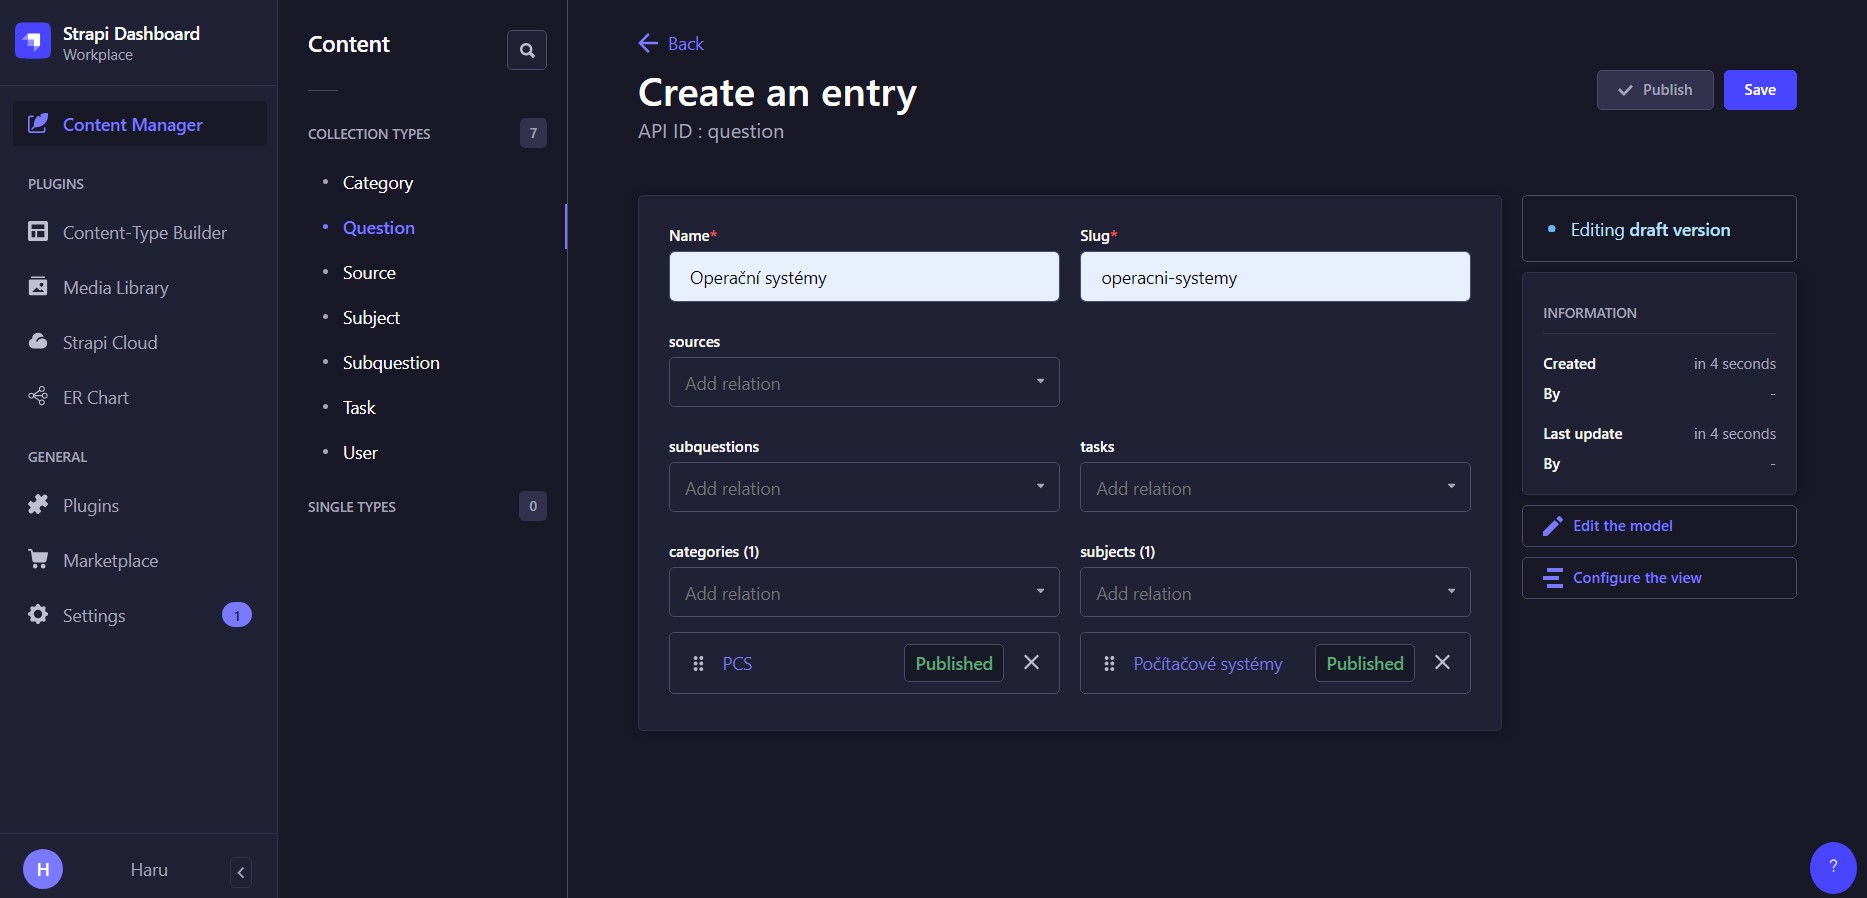 Strapi Dashboard
Workplace
Content Manager
PLUGINS
Content-Type Builder
Media Library
Strapi Cloud
ER Chart
GENERAL
Plugins
Marketplace
Settings 1
H Haru
Content
COLLECTION TYPES 7
Category
Question
Source
Subject
Subquestion
Task
User
SINGLE TYPES 0
Back
Create an entry
API ID : question
Publish Save
Name* Slug*
Operační systémy operacni-systemy
sources
Add relation
subquestions tasks
Add relation Add relation
categories (1) subjects (1)
Add relation Add relation
PCS Published Počítačové systémy Published
Editing draft version
INFORMATION
Created in 4 seconds
By -
Last update in 4 seconds
By -
Edit the model
Configure the view
?